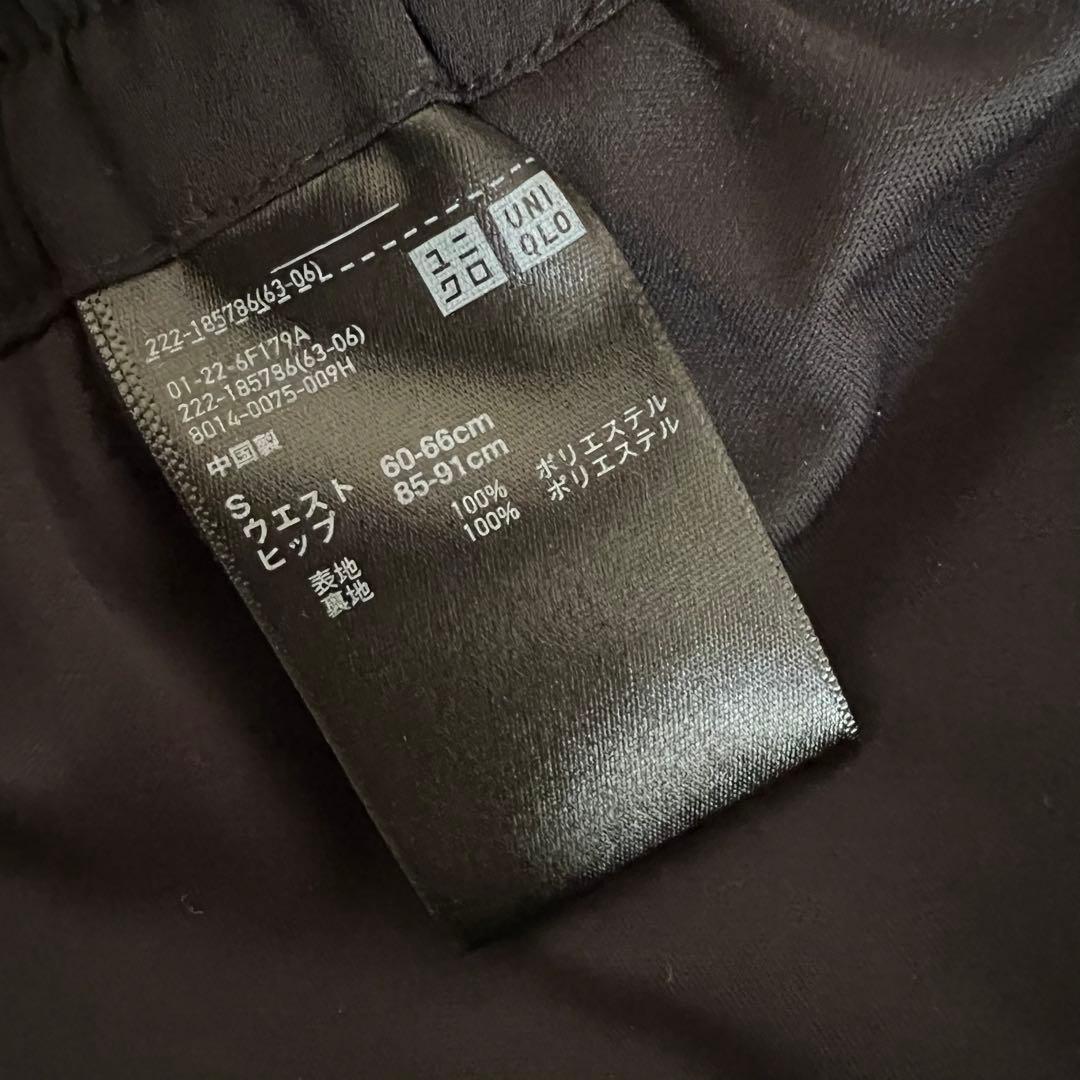 ユニ
クロ
UNI
QLO
222-185786(63-06)
01-22-6F179A
222-185786(63-06)
8014-0075-009H
中国製
S
ウエスト 60-66cm
ヒップ 85-91cm
表地 100% ポリエステル
裏地 100% ポリエステル